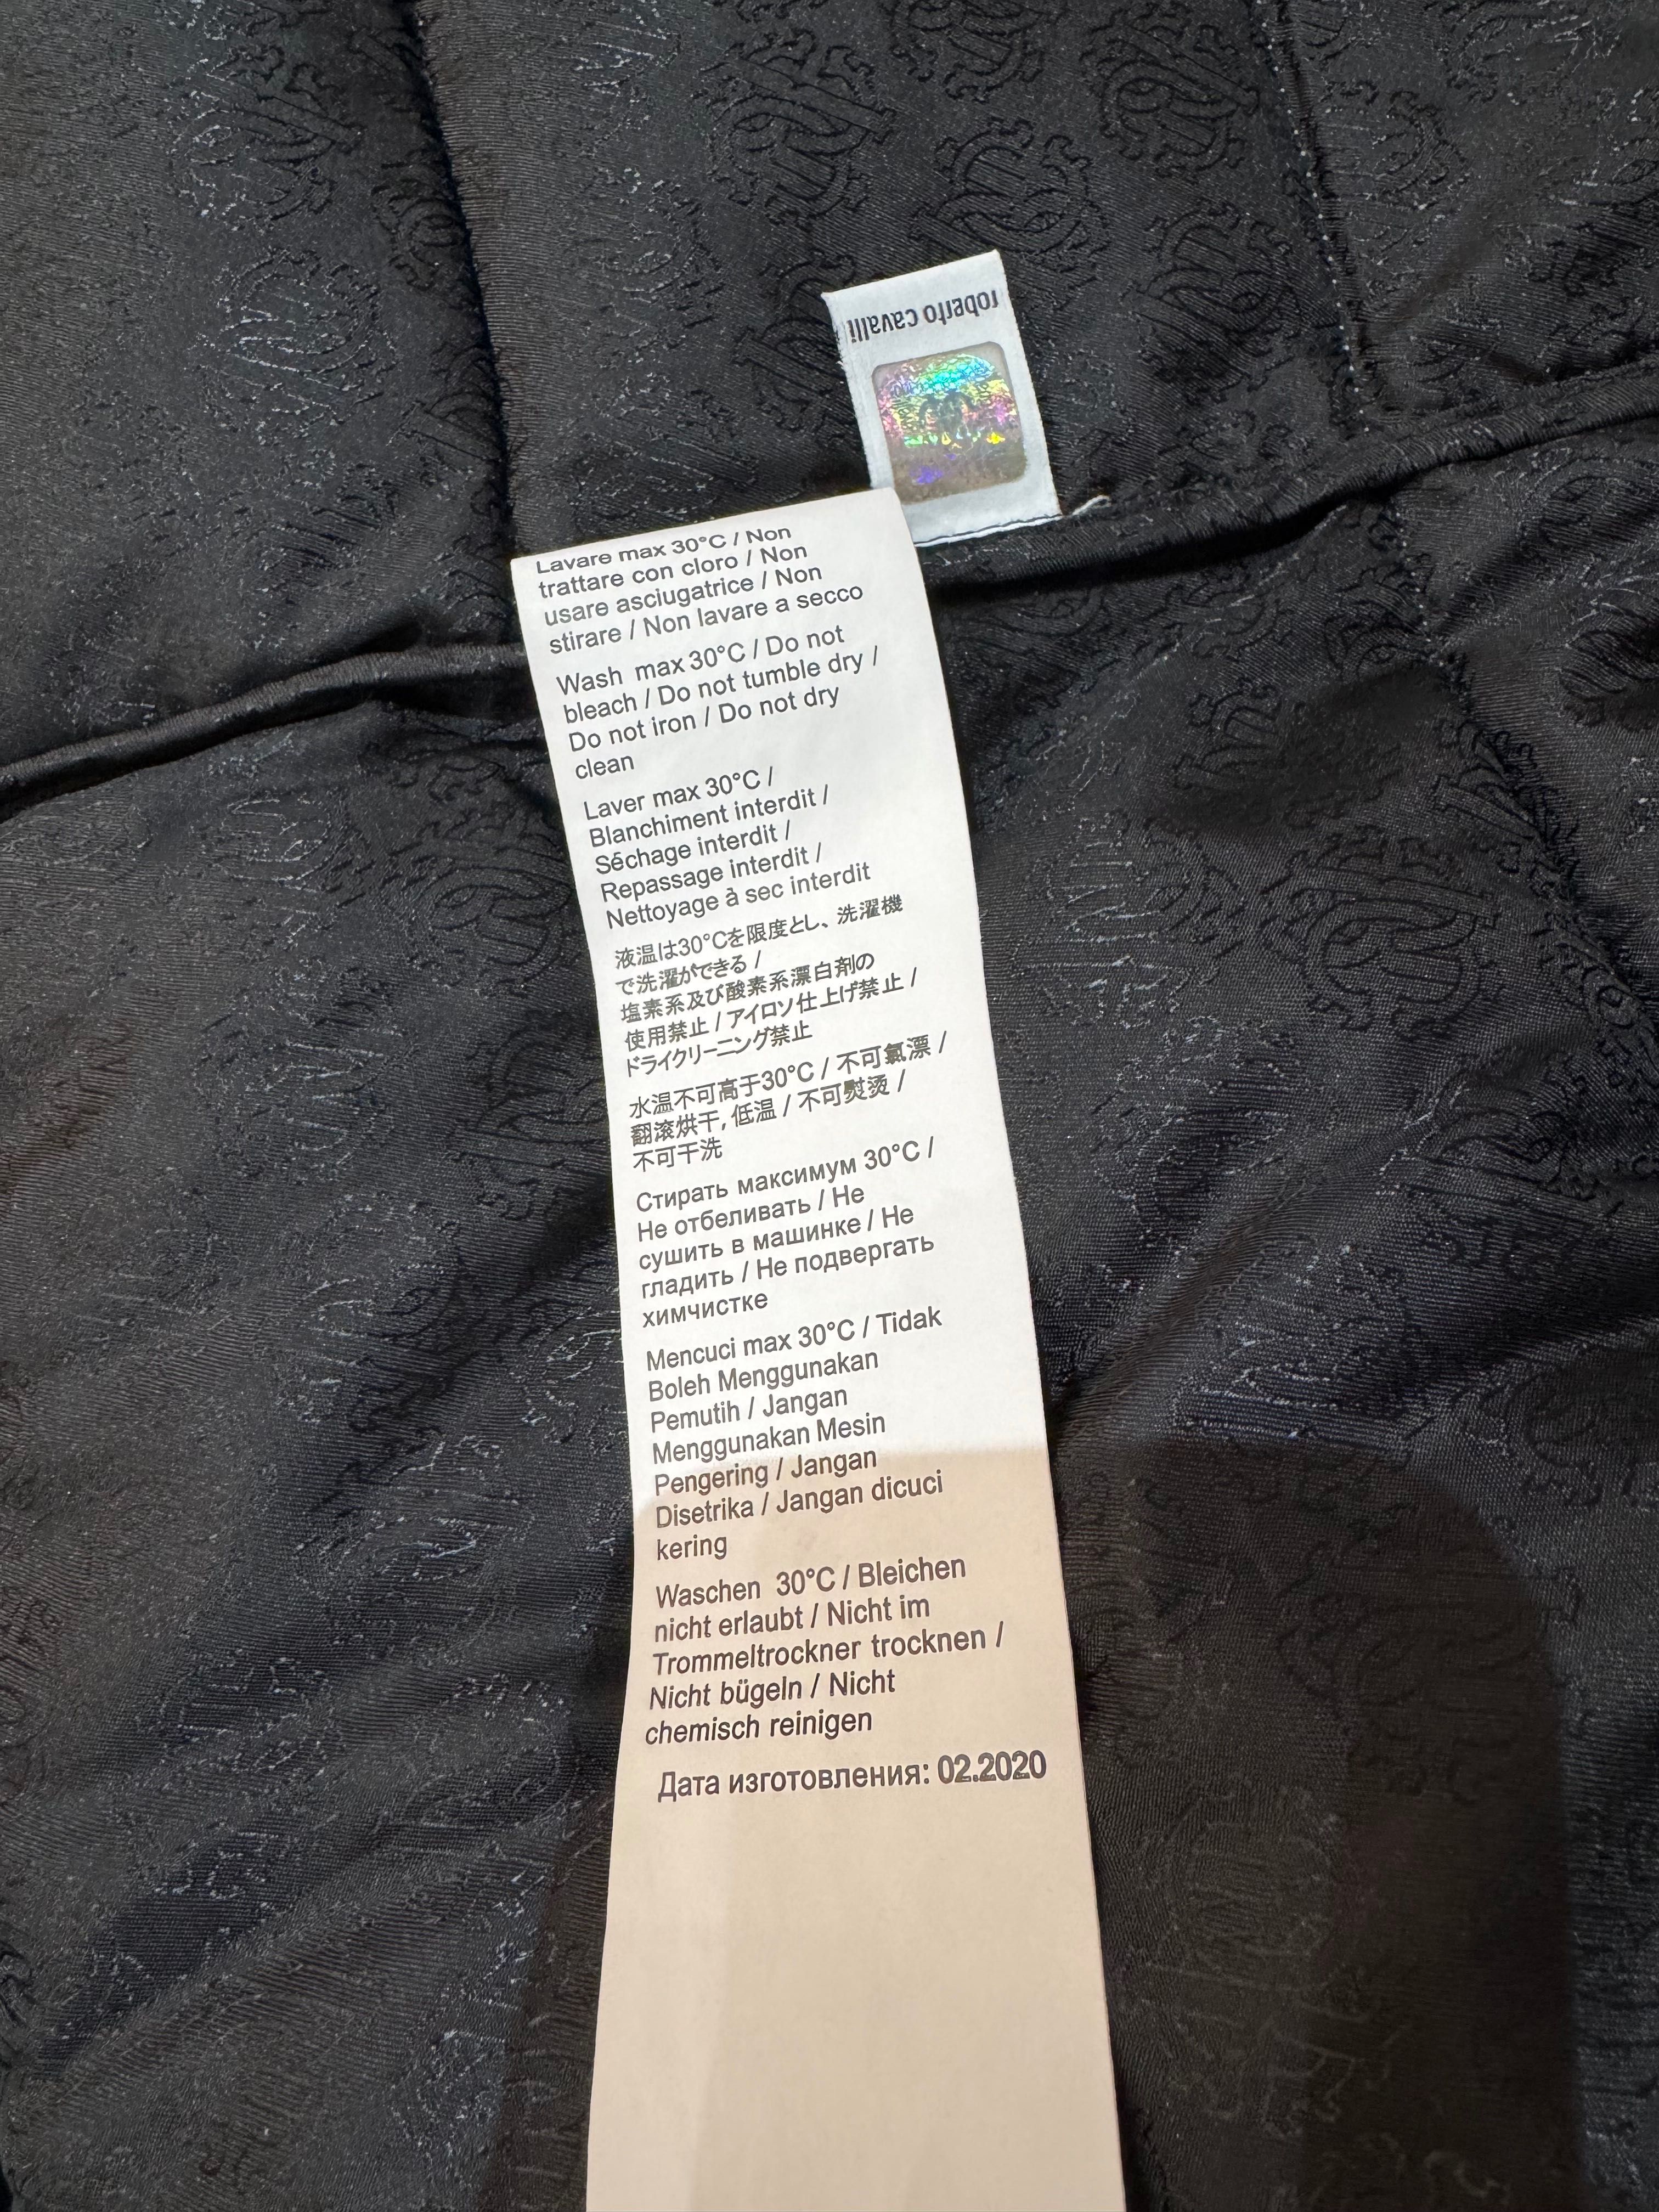 roberto cavalli
Lavare max 30°C / Non
trattare con cloro / Non
usare asciugatrice / Non
stirare / Non lavare a secco
Wash max 30°C / Do not
bleach / Do not tumble dry /
Do not iron / Do not dry
clean
Laver max 30°C /
Blanchiment interdit /
Séchage interdit /
Repassage interdit /
Nettoyage à sec interdit
液温は30°Cを限度とし、洗濯機
で洗濯ができる /
塩素系及び酸素系漂白剤の
使用禁止 / アイロソ仕上げ禁止 /
ドライクリーニング禁止
水温不可高于30°C / 不可氯漂 /
翻滚烘干, 低温 / 不可熨烫 /
不可干洗
Стирать максимум 30°C /
Не отбеливать / Не
сушить в машинке / Не
гладить / Не подвергать
химчистке
Mencuci max 30°C / Tidak
Boleh Menggunakan
Pemutih / Jangan
Menggunakan Mesin
Pengering / Jangan
Disetrika / Jangan dicuci
kering
Waschen 30°C / Bleichen
nicht erlaubt / Nicht im
Trommeltrockner trocknen /
Nicht bügeln / Nicht
chemisch reinigen
Дата изготовления: 02.2020